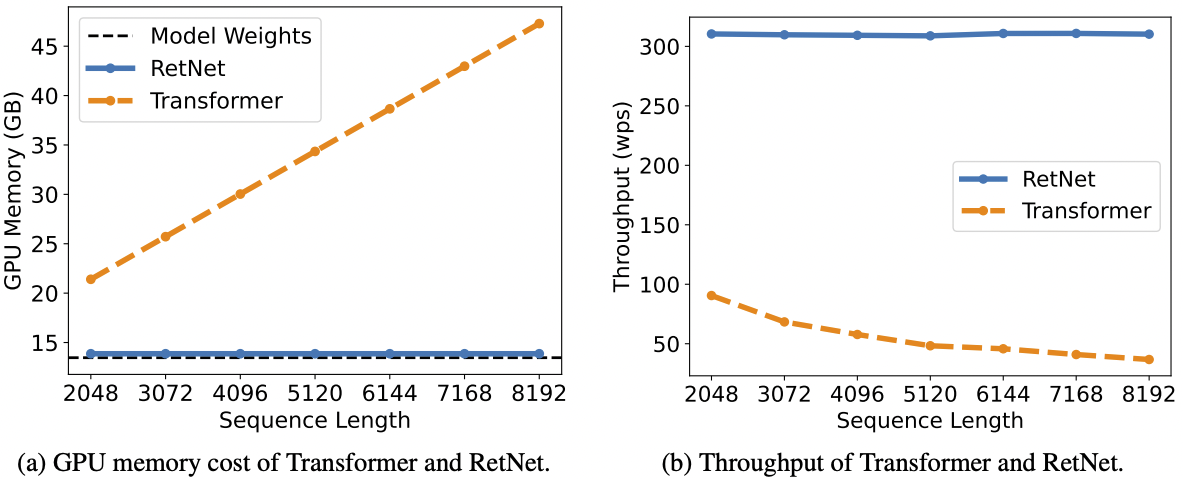 GPU Memory (GB)
45
40
35
30
25
20
15
Model Weights
RetNet
Transformer
2048 3072 4096 5120 6144 7168 8192
Sequence Length
(a) GPU memory cost of Transformer and RetNet.
Throughput (wps)
300
250
200
150
100
50
RetNet
Transformer
2048 3072 4096 5120 6144 7168 8192
Sequence Length
(b) Throughput of Transformer and RetNet.